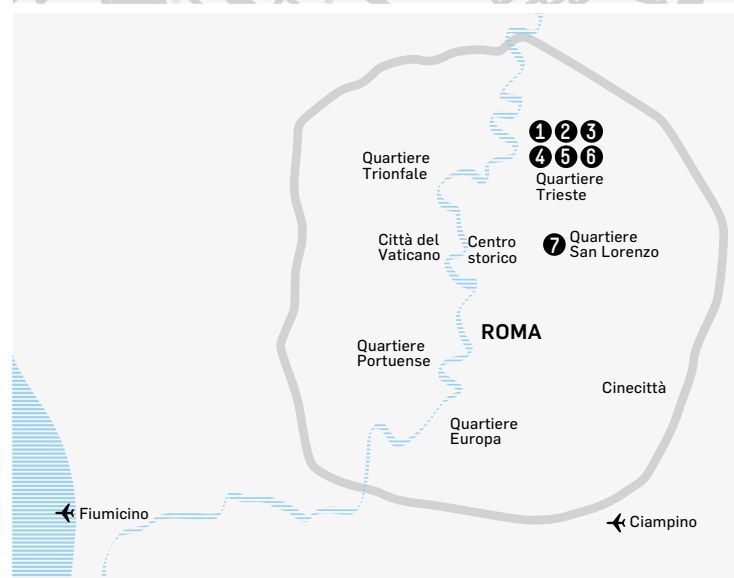 1 2 3
4 5 6
Quartiere
Trieste
Quartiere
Trionfale
Città del
Vaticano
Centro
storico
7 Quartiere
San Lorenzo
ROMA
Quartiere
Portuense
Cinecittà
Quartiere
Europa
Fiumicino
Ciampino